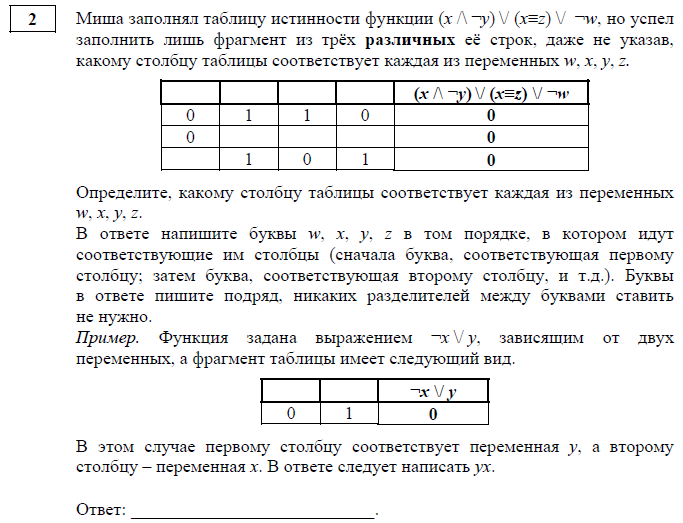 2
Миша заполнял таблицу истинности функции (x /\ ¬y) \/ (x≡z) \/ ¬w, но успел
заполнить лишь фрагмент из трёх различных её строк, даже не указав,
какому столбцу таблицы соответствует каждая из переменных w, x, y, z.
(x /\ ¬y) \/ (x≡z) \/ ¬w
0 1 1 0 0
0 0
1 0 1 0
Определите, какому столбцу таблицы соответствует каждая из переменных
w, x, y, z.
В ответе напишите буквы w, x, y, z в том порядке, в котором идут
соответствующие им столбцы (сначала буква, соответствующая первому
столбцу; затем буква, соответствующая второму столбцу, и т.д.). Буквы
в ответе пишите подряд, никаких разделителей между буквами ставить
не нужно.
Пример. Функция задана выражением ¬x \/ y, зависящим от двух
переменных, а фрагмент таблицы имеет следующий вид.
¬x \/ y
0 1 0
В этом случае первому столбцу соответствует переменная y, а второму
столбцу – переменная x. В ответе следует написать yx.
Ответ: ___________________________.